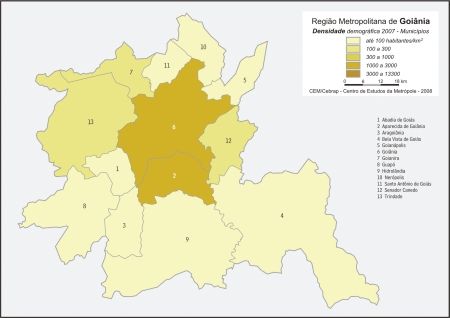 Região Metropolitana de Goiânia
Densidade demográfica 2007 - Municípios
até 100 habitantes/km²
100 a 300
300 a 1000
1000 a 3000
3000 a 13300
0 6 12 18 km
CEM/Cebrap - Centro de Estudos da Metrópole - 2008
1 Abadia de Goiás
2 Aparecida de Goiânia
3 Aragoiânia
4 Bela Vista de Goiás
5 Goianápolis
6 Goiânia
7 Goianira
8 Guapó
9 Hidrolândia
10 Nerópolis
11 Santo Antônio de Goiás
12 Senador Canedo
13 Trindade
10
11
7
5
13
6
12
1
2
8
3
4
9